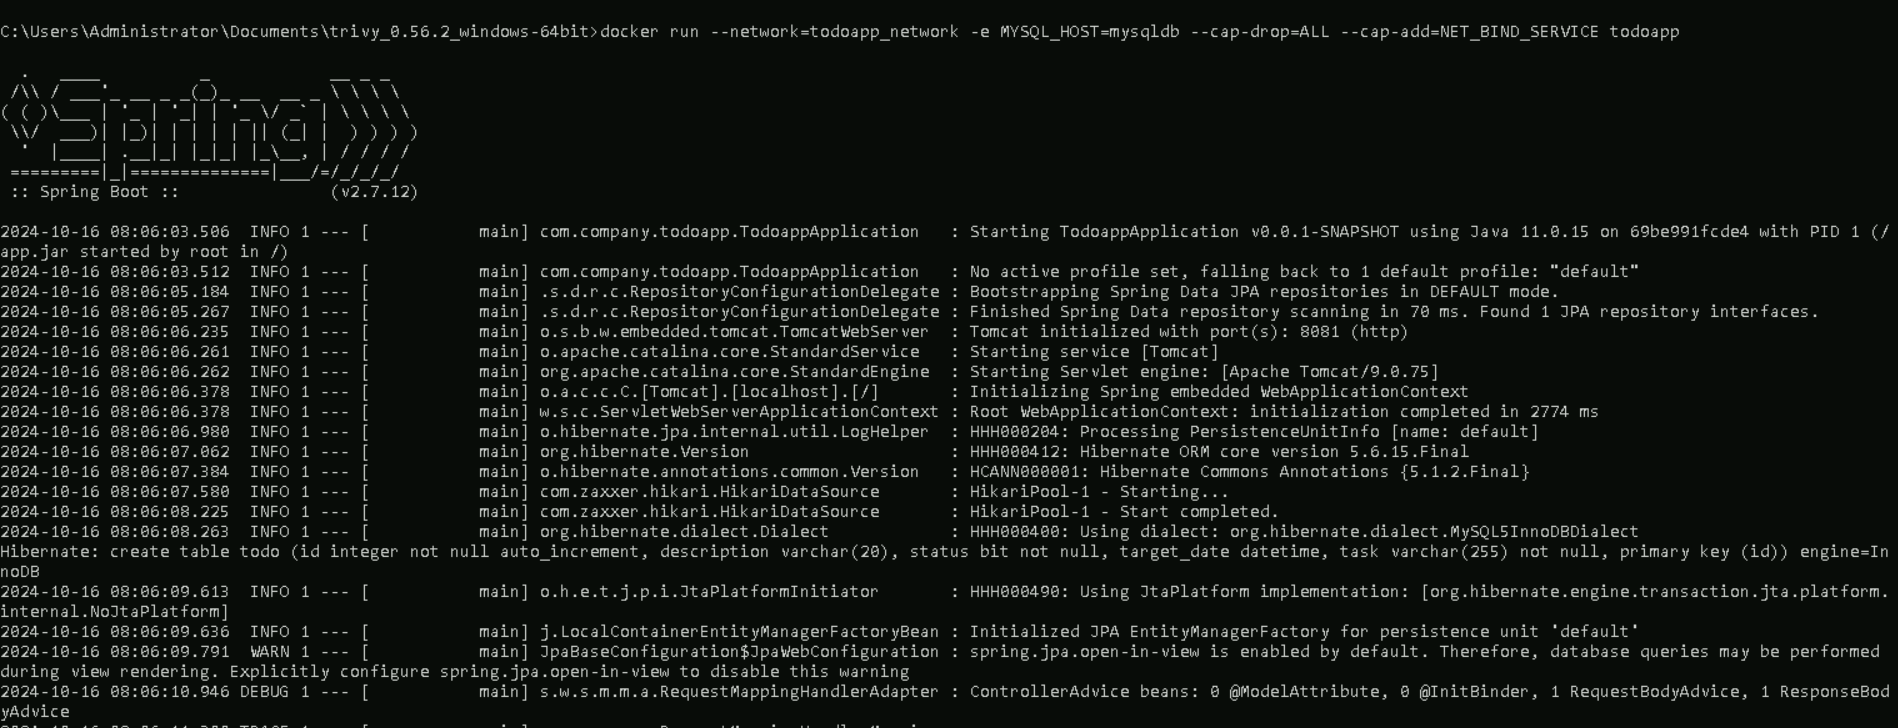 C:\Users\Administrator\Documents\trivy_0.56.2_windows-64bit>docker run --network=todoapp_network -e MYSQL_HOST=mysqldb --cap-drop=ALL --cap-add=NET_BIND_SERVICE todoapp
Spring
:: Spring Boot ::                (v2.7.12)
2024-10-16 08:06:03.506  INFO 1 --- [           main] com.company.todoapp.TodoappApplication   : Starting TodoappApplication v0.0.1-SNAPSHOT using Java 11.0.15 on 69be991fcde4 with PID 1 (/
app.jar started by root in /)
2024-10-16 08:06:03.512  INFO 1 --- [           main] com.company.todoapp.TodoappApplication   : No active profile set, falling back to 1 default profile: "default"
2024-10-16 08:06:05.184  INFO 1 --- [           main] .s.d.r.c.RepositoryConfigurationDelegate : Bootstrapping Spring Data JPA repositories in DEFAULT mode.
2024-10-16 08:06:05.267  INFO 1 --- [           main] .s.d.r.c.RepositoryConfigurationDelegate : Finished Spring Data repository scanning in 70 ms. Found 1 JPA repository interfaces.
2024-10-16 08:06:06.235  INFO 1 --- [           main] o.s.b.w.embedded.tomcat.TomcatWebServer  : Tomcat initialized with port(s): 8081 (http)
2024-10-16 08:06:06.261  INFO 1 --- [           main] o.apache.catalina.core.StandardService   : Starting service [Tomcat]
2024-10-16 08:06:06.262  INFO 1 --- [           main] org.apache.catalina.core.StandardEngine  : Starting Servlet engine: [Apache Tomcat/9.0.75]
2024-10-16 08:06:06.378  INFO 1 --- [           main] o.a.c.c.C.[Tomcat].[localhost].[/]       : Initializing Spring embedded WebApplicationContext
2024-10-16 08:06:06.378  INFO 1 --- [           main] w.s.c.ServletWebServerApplicationContext : Root WebApplicationContext: initialization completed in 2774 ms
2024-10-16 08:06:06.980  INFO 1 --- [           main] o.hibernate.jpa.internal.util.LogHelper  : HHH000204: Processing PersistenceUnitInfo [name: default]
2024-10-16 08:06:07.062  INFO 1 --- [           main] org.hibernate.Version                    : HHH000412: Hibernate ORM core version 5.6.15.Final
2024-10-16 08:06:07.384  INFO 1 --- [           main] o.hibernate.annotations.common.Version   : HCANN000001: Hibernate Commons Annotations {5.1.2.Final}
2024-10-16 08:06:07.580  INFO 1 --- [           main] com.zaxxer.hikari.HikariDataSource       : HikariPool-1 - Starting...
2024-10-16 08:06:08.225  INFO 1 --- [           main] com.zaxxer.hikari.HikariDataSource       : HikariPool-1 - Start completed.
2024-10-16 08:06:08.263  INFO 1 --- [           main] org.hibernate.dialect.Dialect            : HHH000400: Using dialect: org.hibernate.dialect.MySQL5InnoDBDialect
Hibernate: create table todo (id integer not null auto_increment, description varchar(20), status bit not null, target_date datetime, task varchar(255) not null, primary key (id)) engine=In
noDB
2024-10-16 08:06:09.613  INFO 1 --- [           main] o.h.e.t.j.p.i.JtaPlatformInitiator       : HHH000490: Using JtaPlatform implementation: [org.hibernate.engine.transaction.jta.platform.
internal.NoJtaPlatform]
2024-10-16 08:06:09.636  INFO 1 --- [           main] j.LocalContainerEntityManagerFactoryBean : Initialized JPA EntityManagerFactory for persistence unit 'default'
2024-10-16 08:06:09.791  WARN 1 --- [           main] JpaBaseConfiguration$JpaWebConfiguration : spring.jpa.open-in-view is enabled by default. Therefore, database queries may be performed
during view rendering. Explicitly configure spring.jpa.open-in-view to disable this warning
2024-10-16 08:06:10.946 DEBUG 1 --- [           main] s.w.s.m.m.a.RequestMappingHandlerAdapter : ControllerAdvice beans: 0 @ModelAttribute, 0 @InitBinder, 1 RequestBodyAdvice, 1 ResponseBod
yAdvice